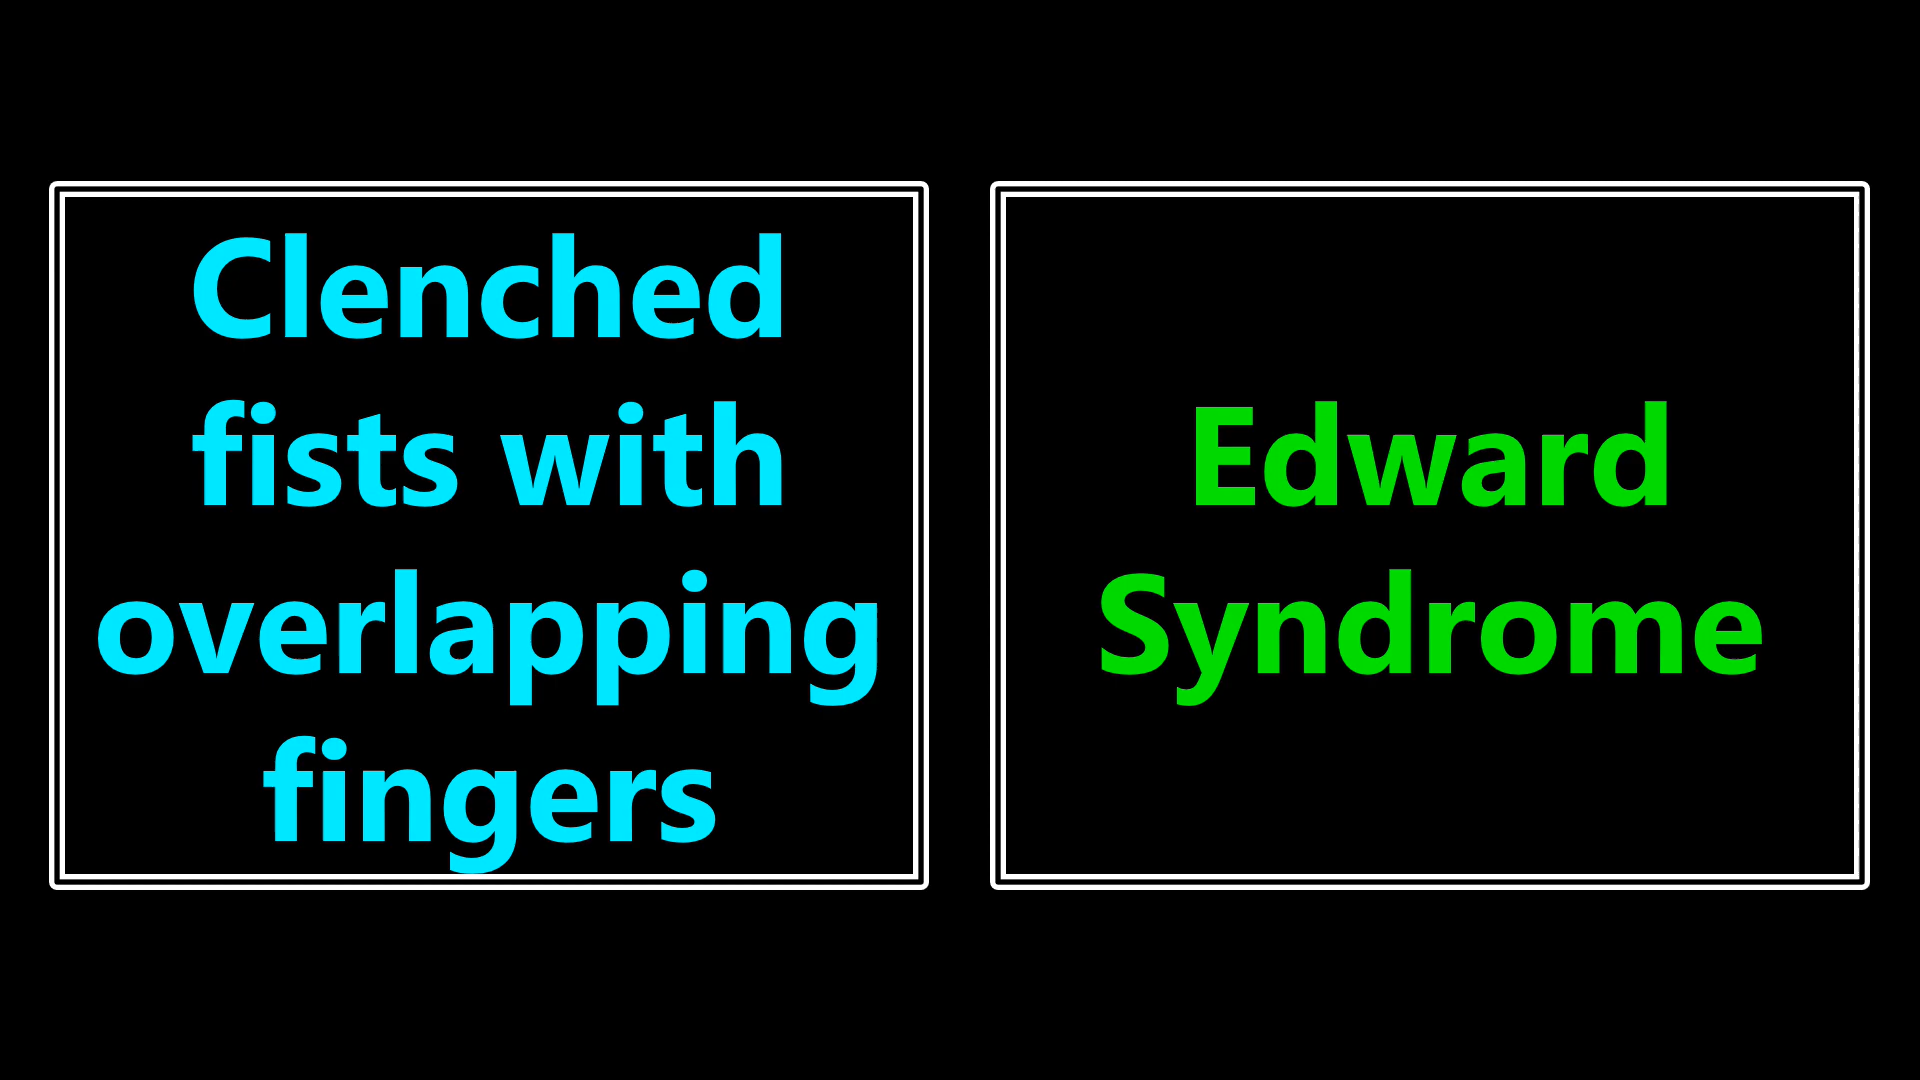 Clenched
fists with
overlapping
fingers
Edward
Syndrome